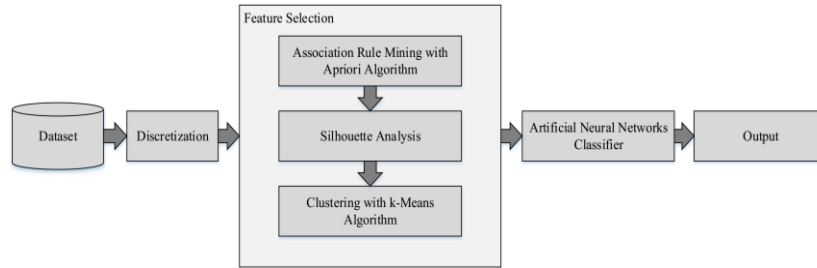 Dataset
Discretization
Feature Selection
Association Rule Mining with
Apriori Algorithm
Silhouette Analysis
Clustering with k-Means
Algorithm
Artificial Neural Networks
Classifier
Output